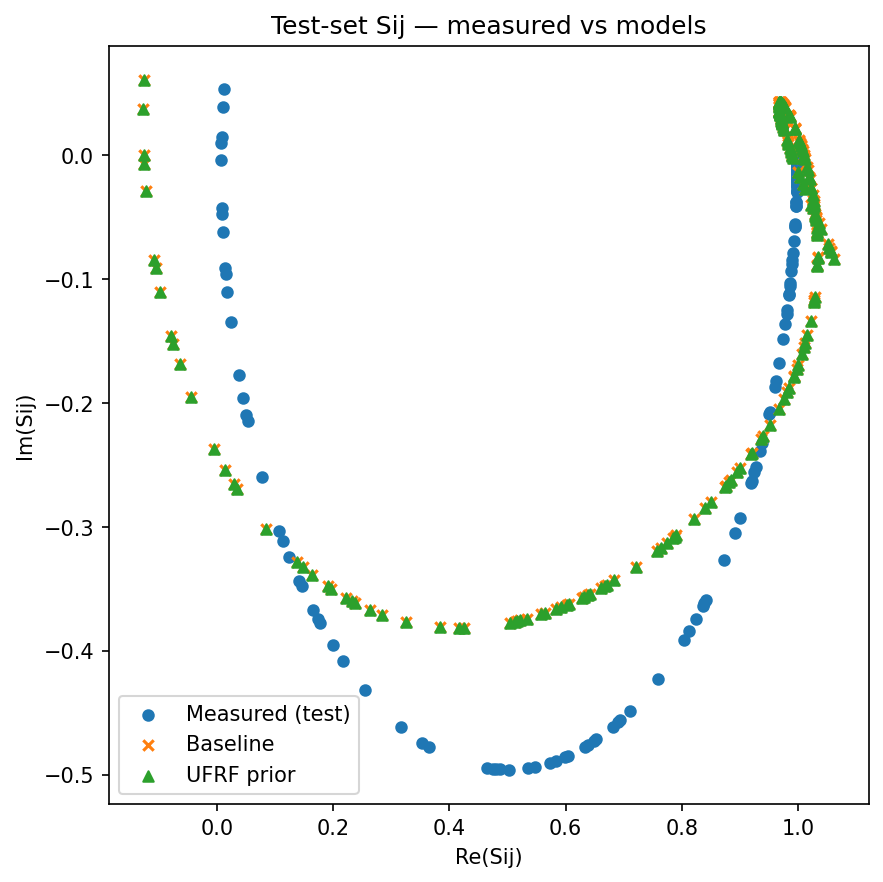 Test-set Sij — measured vs models
0.0
−0.1
−0.2
−0.3
−0.4
−0.5
Im(Sij)
Measured (test)
Baseline
UFRF prior
0.0 0.2 0.4 0.6 0.8 1.0
Re(Sij)